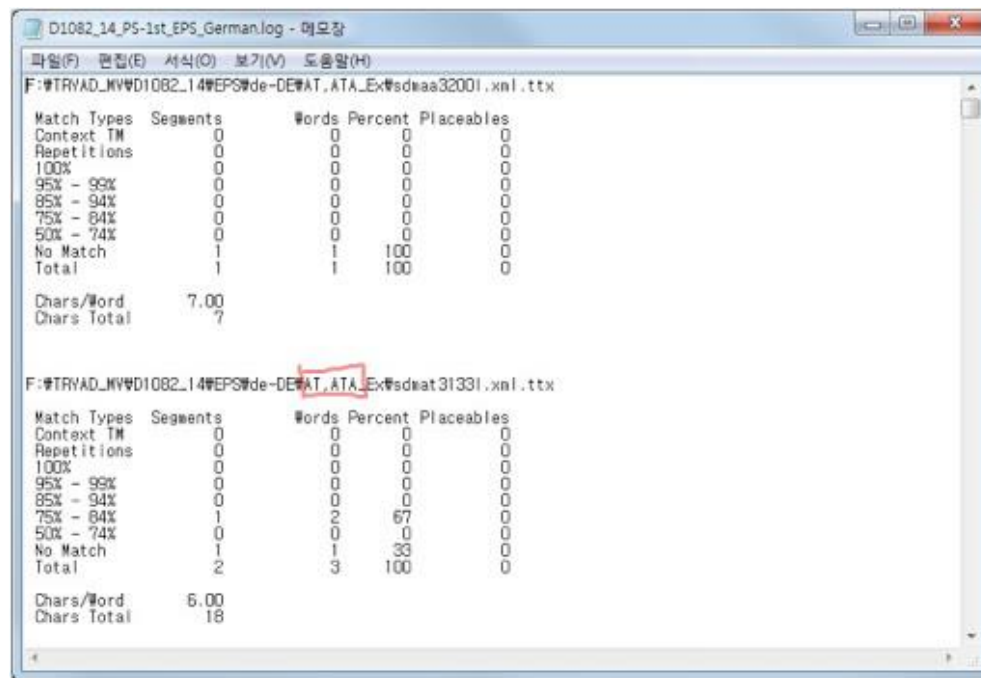 D1082_14_PS-1st_EPS_German.log - 메모장
파일(F) 편집(E) 서식(O) 보기(V) 도움말(H)
F:₩TRYAD_MV₩D1082_14₩EPS₩de-DE₩AT,ATA_Ex₩sdmaa3200l.xml.ttx
Match Types Segments Words Percent Placeables
Context TM 0 0 0 0
Repetitions 0 0 0 0
100% 0 0 0 0
95% - 99% 0 0 0 0
85% - 94% 0 0 0 0
75% - 84% 0 0 0 0
50% - 74% 0 0 0 0
No Match 1 1 100 0
Total 1 1 100 0
Chars/Word 7.00
Chars Total 7
F:₩TRYAD_MV₩D1082_14₩EPS₩de-DE₩AT,ATA_Ex₩sdmat3133l.xml.ttx
Match Types Segments Words Percent Placeables
Context TM 0 0 0 0
Repetitions 0 0 0 0
100% 0 0 0 0
95% - 99% 0 0 0 0
85% - 94% 0 0 0 0
75% - 84% 1 2 67 0
50% - 74% 0 0 0 0
No Match 1 1 33 0
Total 2 3 100 0
Chars/Word 6.00
Chars Total 18